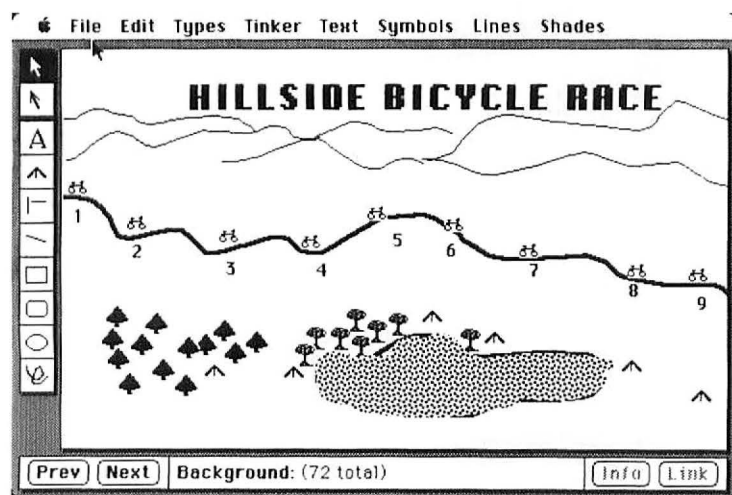 File Edit Types Tinker Text Symbols Lines Shades
HILLSIDE BICYCLE RACE
A
1
2
3
4
5
6
7
8
9
Prev Next Background: (72 total) Info Link